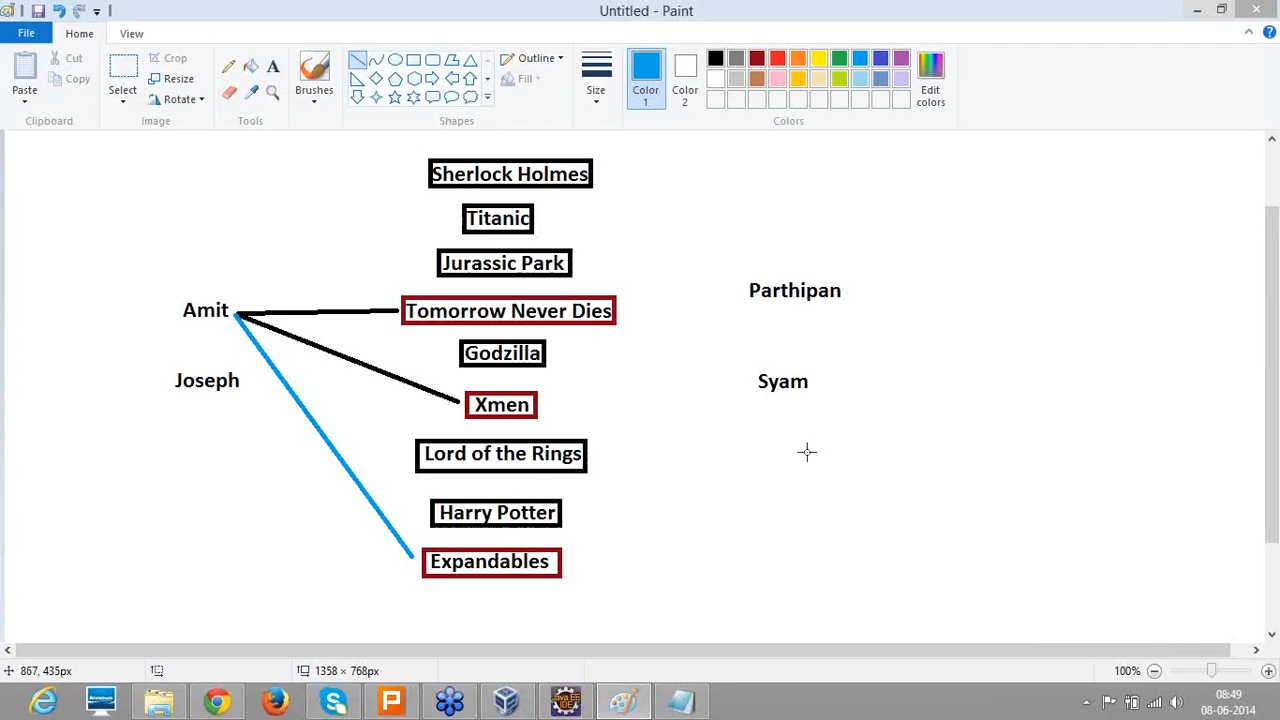 Untitled - Paint
File Home View
Paste
Cut
Copy
Clipboard
Select
Crop
Resize
Rotate
Image
A
Tools
Brushes
Outline
Fill
Shapes
Size
Color 1
Color 2
Edit colors
Colors
Sherlock Holmes
Titanic
Jurassic Park
Parthipan
Amit
Tomorrow Never Dies
Godzilla
Joseph
Syam
Xmen
Lord of the Rings
Harry Potter
Expandables
867, 435px
1358 × 768px
100%
P
Java EE
IDE
08:49
08-06-2014